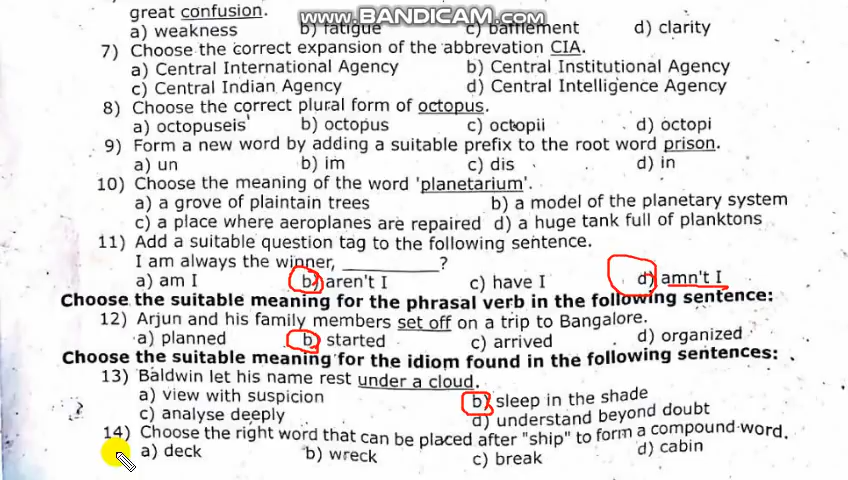 great confusion.
www.BANDICAM.com
a) weakness b) fatigue c) bafflement d) clarity
7) Choose the correct expansion of the abbrevation CIA.
a) Central International Agency b) Central Institutional Agency
c) Central Indian Agency d) Central Intelligence Agency
8) Choose the correct plural form of octopus.
a) octopuseis b) octopus c) octopii d) octopi
9) Form a new word by adding a suitable prefix to the root word prison.
a) un b) im c) dis d) in
10) Choose the meaning of the word 'planetarium'.
a) a grove of plaintain trees b) a model of the planetary system
c) a place where aeroplanes are repaired d) a huge tank full of planktons
11) Add a suitable question tag to the following sentence.
I am always the winner, __________?
a) am I b) aren't I c) have I d) amn't I
Choose the suitable meaning for the phrasal verb in the following sentence:
12) Arjun and his family members set off on a trip to Bangalore.
a) planned b) started c) arrived d) organized
Choose the suitable meaning for the idiom found in the following sentences:
13) Baldwin let his name rest under a cloud.
a) view with suspicion b) sleep in the shade
c) analyse deeply d) understand beyond doubt
14) Choose the right word that can be placed after "ship" to form a compound word.
a) deck b) wreck c) break d) cabin